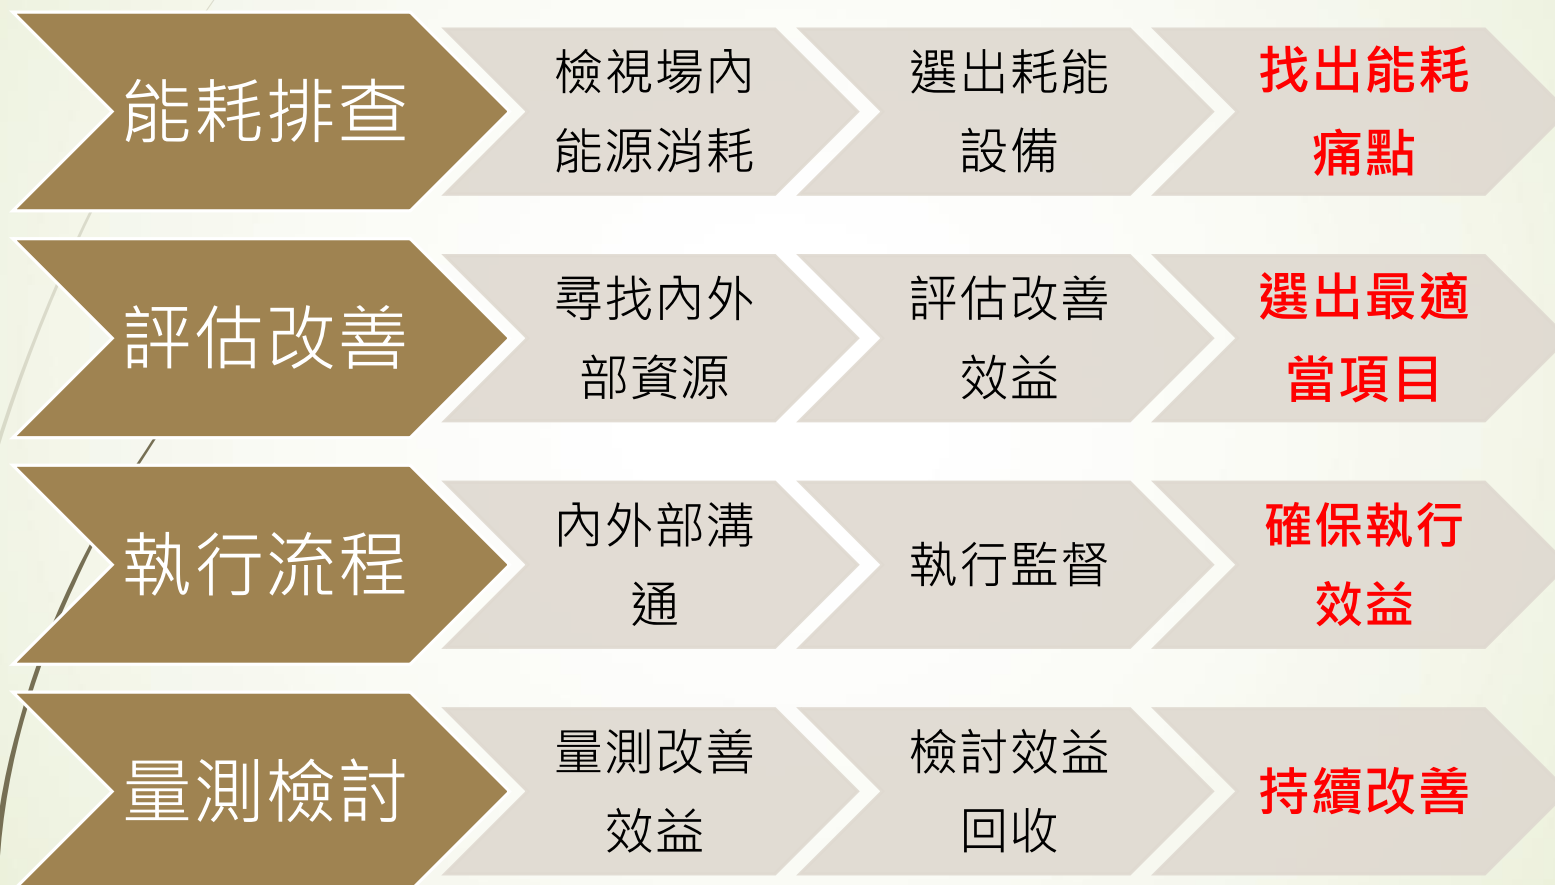 能耗排查
檢視場內
能源消耗
選出耗能
設備
找出能耗
痛點
評估改善
尋找內外
部資源
評估改善
效益
選出最適
當項目
執行流程
內外部溝
通
執行監督
確保執行
效益
量測檢討
量測改善
效益
檢討效益
回收
持續改善